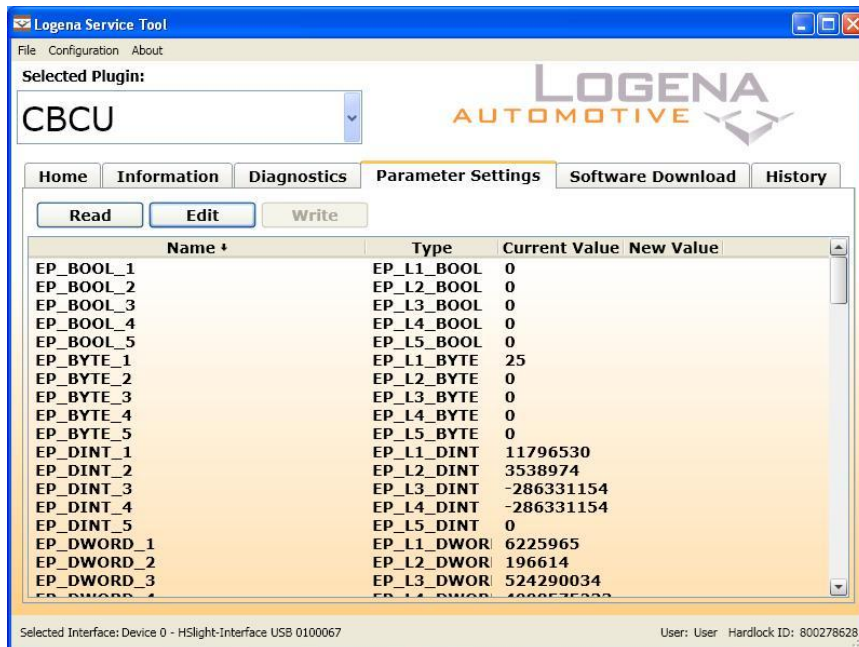 Logena Service Tool
File Configuration About
Selected Plugin:
CBCU
LOGENA
AUTOMOTIVE
Home Information Diagnostics Parameter Settings Software Download History
Read Edit Write
Name Type Current Value New Value
EP_BOOL_1 EP_L1_BOOL 0
EP_BOOL_2 EP_L2_BOOL 0
EP_BOOL_3 EP_L3_BOOL 0
EP_BOOL_4 EP_L4_BOOL 0
EP_BOOL_5 EP_L5_BOOL 0
EP_BYTE_1 EP_L1_BYTE 25
EP_BYTE_2 EP_L2_BYTE 0
EP_BYTE_3 EP_L3_BYTE 0
EP_BYTE_4 EP_L4_BYTE 0
EP_BYTE_5 EP_L5_BYTE 0
EP_DINT_1 EP_L1_DINT 11796530
EP_DINT_2 EP_L2_DINT 3538974
EP_DINT_3 EP_L3_DINT -286331154
EP_DINT_4 EP_L4_DINT -286331154
EP_DINT_5 EP_L5_DINT 0
EP_DWORD_1 EP_L1_DWOR 6225965
EP_DWORD_2 EP_L2_DWOR 196614
EP_DWORD_3 EP_L3_DWOR 524290034
Selected Interface: Device 0 - HSlight-Interface USB 0100067 User: User Hardlock ID: 800278628